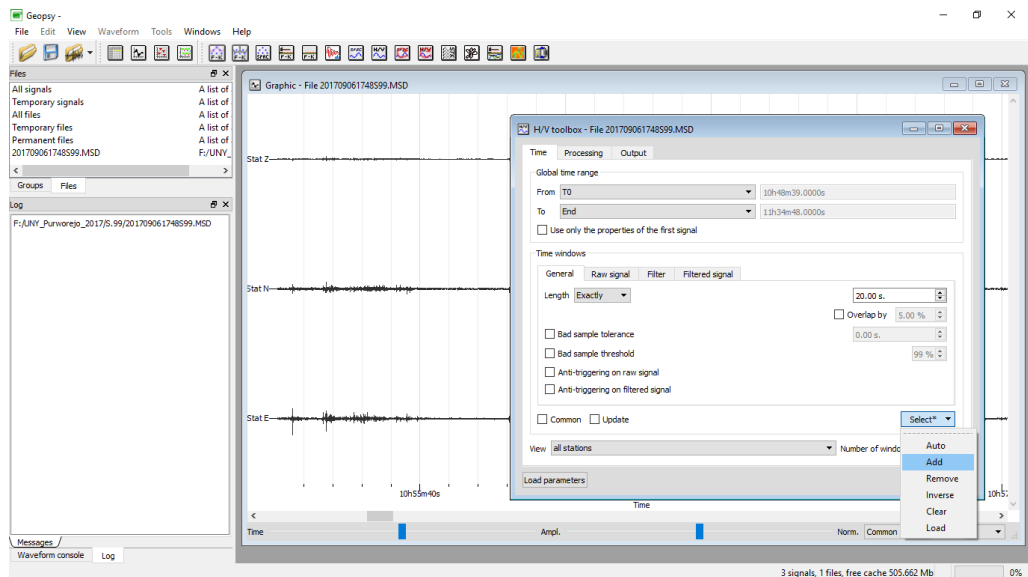 Geopsy -
File Edit View Waveform Tools Windows Help
Files
All signals A list of
Temporary signals A list of
All files A list of
Temporary files A list of
Permanent files A list of
201709061748S99.MSD F:/UNY_
Groups Files
Log
F:/UNY_Purworejo_2017/S.99/201709061748S99.MSD
Messages
Waveform console Log
Graphic - File 201709061748S99.MSD
Stat Z
Stat N
Stat E
10h55m40s
10h57
Time
Time Ampl. Norm. Common
H/V toolbox - File 201709061748S99.MSD
Time Processing Output
Global time range
From T0 10h48m39.0000s
To End 11h34m48.0000s
Use only the properties of the first signal
Time windows
General Raw signal Filter Filtered signal
Length Exactly 20.00 s.
Overlap by 5.00 %
Bad sample tolerance 0.00 s.
Bad sample threshold 99 %
Anti-triggering on raw signal
Anti-triggering on filtered signal
Common Update Select*
View all stations Number of windo
Load parameters
Auto
Add
Remove
Inverse
Clear
Load
3 signals, 1 files, free cache 505.662 Mb 0%